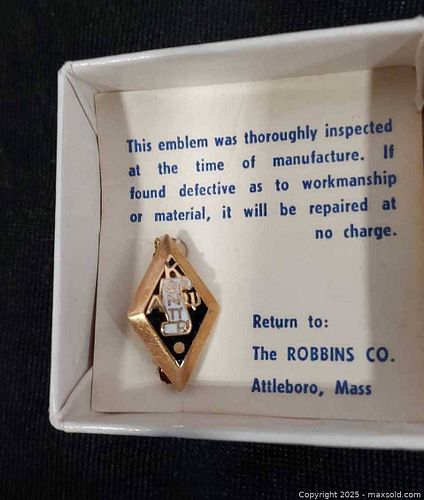 This emblem was thoroughly inspected
at the time of manufacture. If
found defective as to workmanship
or material, it will be repaired at
no charge.
Return to:
The ROBBINS CO.
Attleboro, Mass
Copyright 2025 - maxsold.com